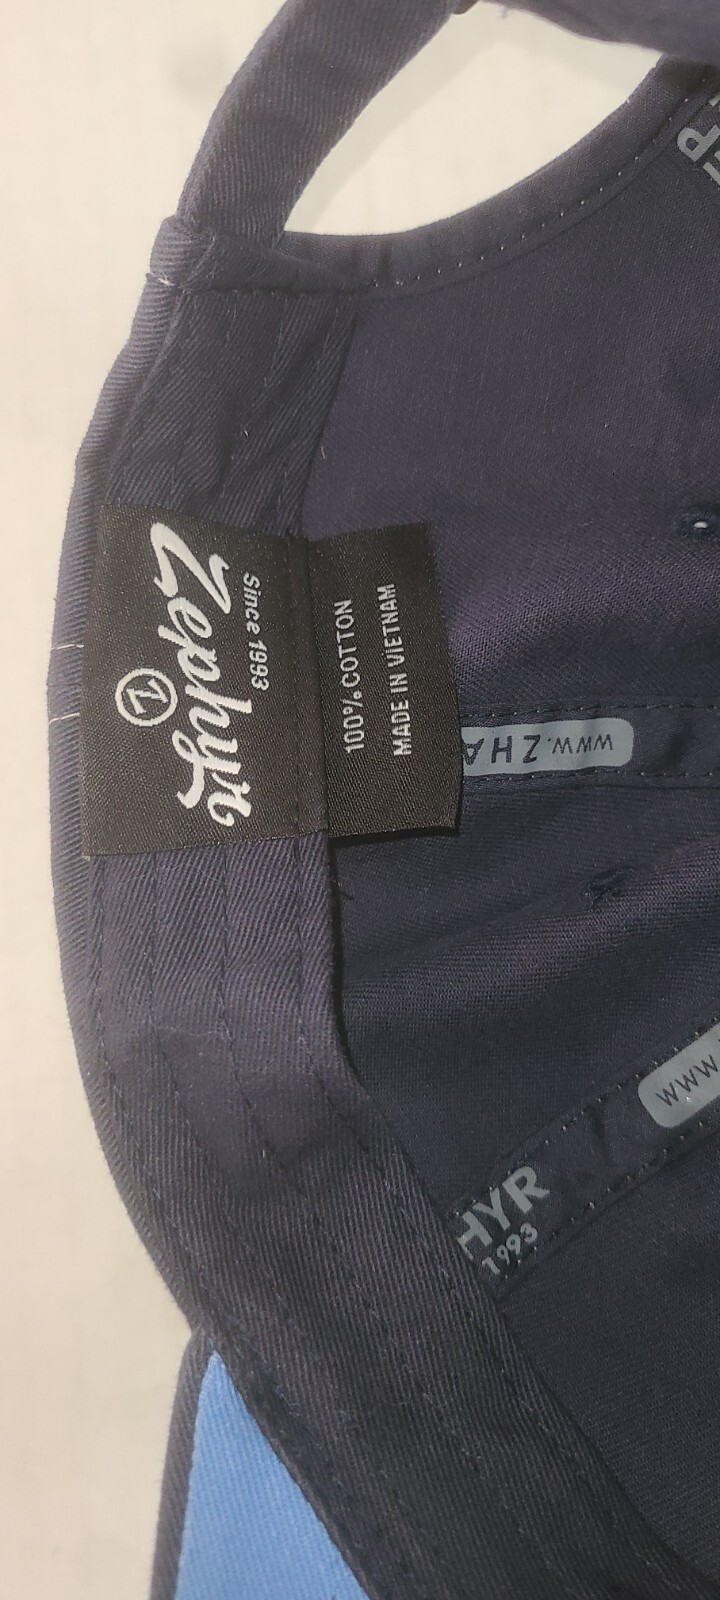 Since 1993
Zephyr
Z
100% COTTON
MADE IN VIETNAM
WWW.ZHA
WWW.
HYR
1993